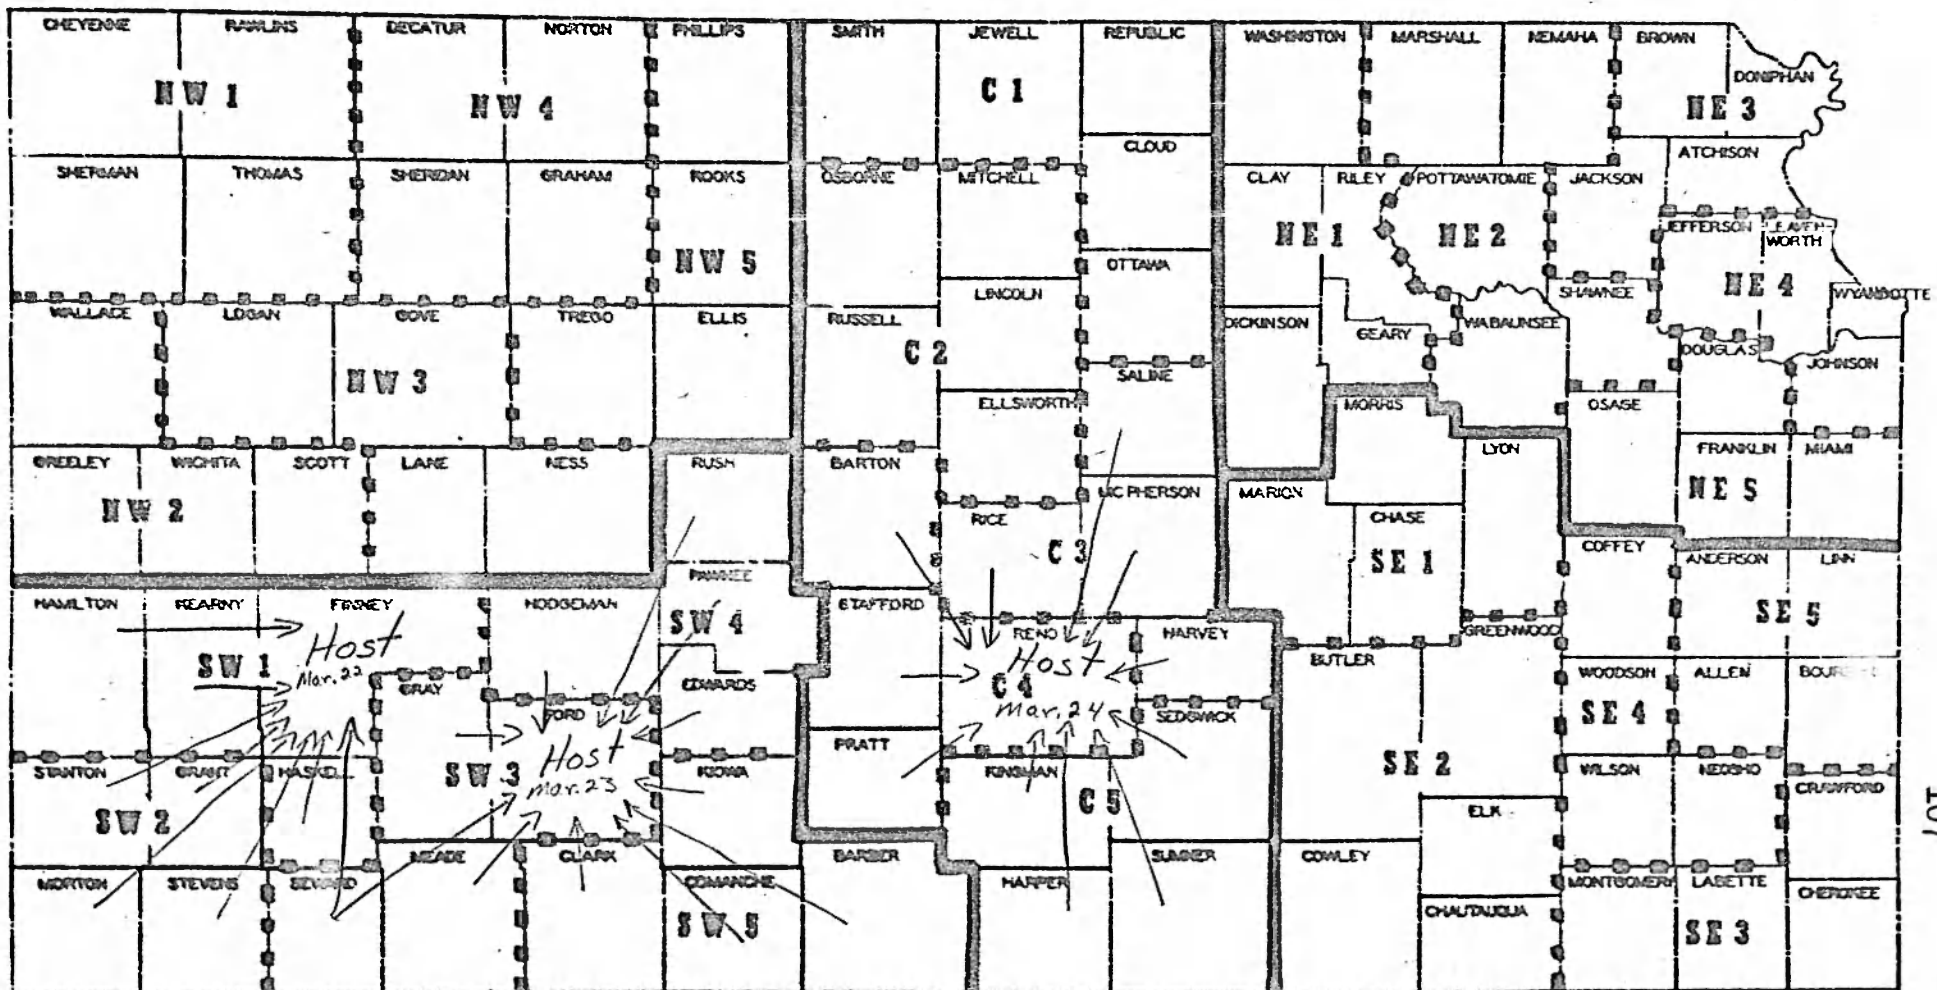 CHEYENNE RAWLINS DECATUR NORTON PHILLIPS SMITH JEWELL REPUBLIC WASHINGTON MARSHALL NEMAHA BROWN
DONIPHAN
NW 1 NW 4 C 1 NE 3
CLOUD ATCHISON
SHERMAN THOMAS SHERIDAN GRAHAM ROOKS OSBORNE MITCHELL CLAY RILEY POTTAWATOMIE JACKSON
JEFFERSON LEAVEN-
WORTH
NE 1 NE 2
NW 5 OTTAWA
LINCOLN SHAWNEE NE 4 WYANDOTTE
WALLACE LOGAN GOVE TREGO ELLIS RUSSELL DICKINSON GEARY WABAUNSEE
C 2 DOUGLAS JOHNSON
NW 3 SALINE
ELLSWORTH MORRIS OSAGE
GREELEY WICHITA SCOTT LANE NESS RUSH BARTON LYON FRANKLIN MIAMI
NW 2 RICE MC PHERSON MARION NE 5
CHASE
C 3 SE 1 COFFEY ANDERSON LINN
PAWNEE
HAMILTON KEARNY FINNEY HODGEMAN STAFFORD SE 5
SW 4 RENO HARVEY GREENWOOD
Host Host BUTLER
SW 1 Mar. 22 GRAY EDWARDS C 4 WOODSON ALLEN
FORD Mar. 24 SEDGWICK SE 4
PRATT
Host
STANTON GRANT HASKELL SW 3 KIOWA KINGMAN SE 2 WILSON NEOSHO
Mar. 23 C 5 CRAWFORD
SW 2 ELK
MEADE CLARK BARBER SUMNER COWLEY
MORTON STEVENS SEWARD COMANCHE HARPER MONTGOMERY LABETTE CHEROKEE
CHAUTAUQUA
SW 5 SE 3
107